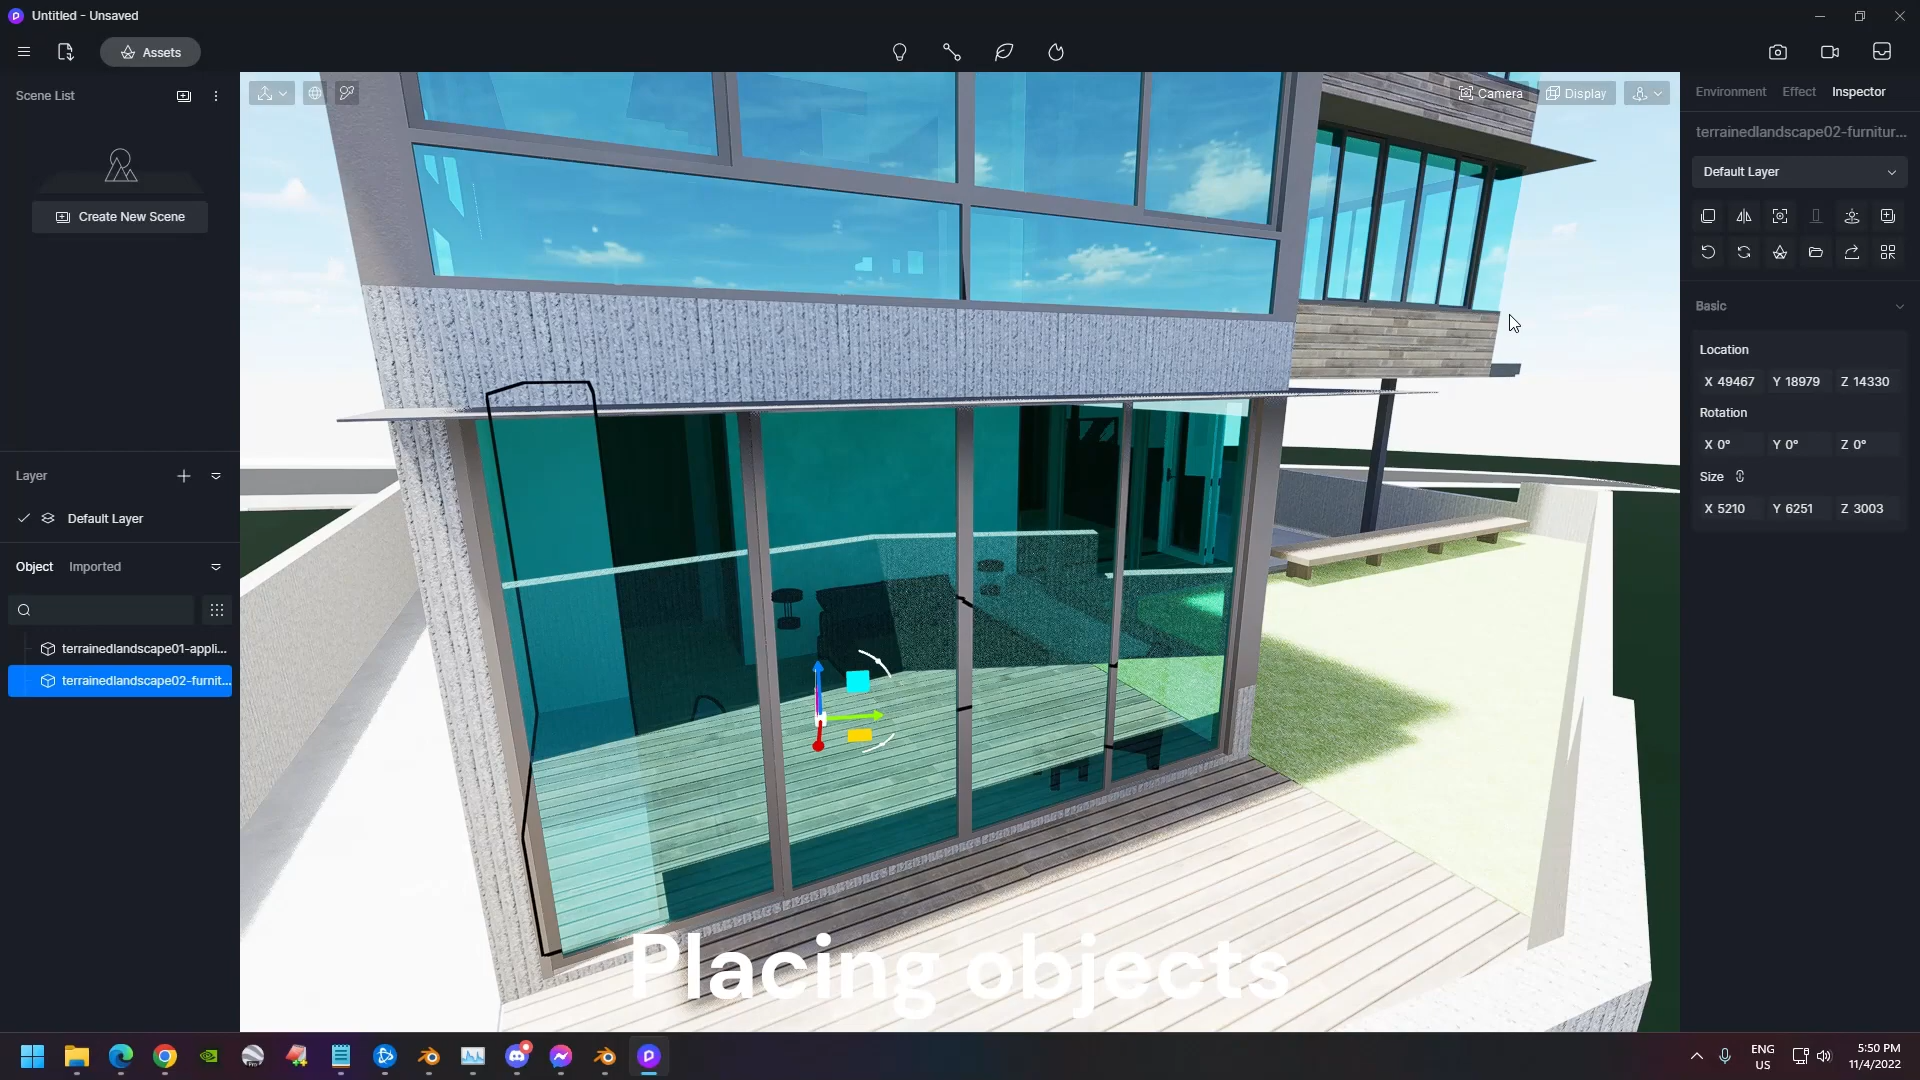 Untitled - Unsaved
Assets
Scene List
Create New Scene
Layer
Default Layer
Object Imported
terrainedlandscape01-appli...
terrainedlandscape02-furnit...
Camera
Display
Environment Effect Inspector
terrainedlandscape02-furnitur...
Default Layer
Basic
Location
X 49467 Y 18979 Z 14330
Rotation
X 0° Y 0° Z 0°
Size
X 5210 Y 6251 Z 3003
Placing objects
ENG
US
5:50 PM
11/4/2022